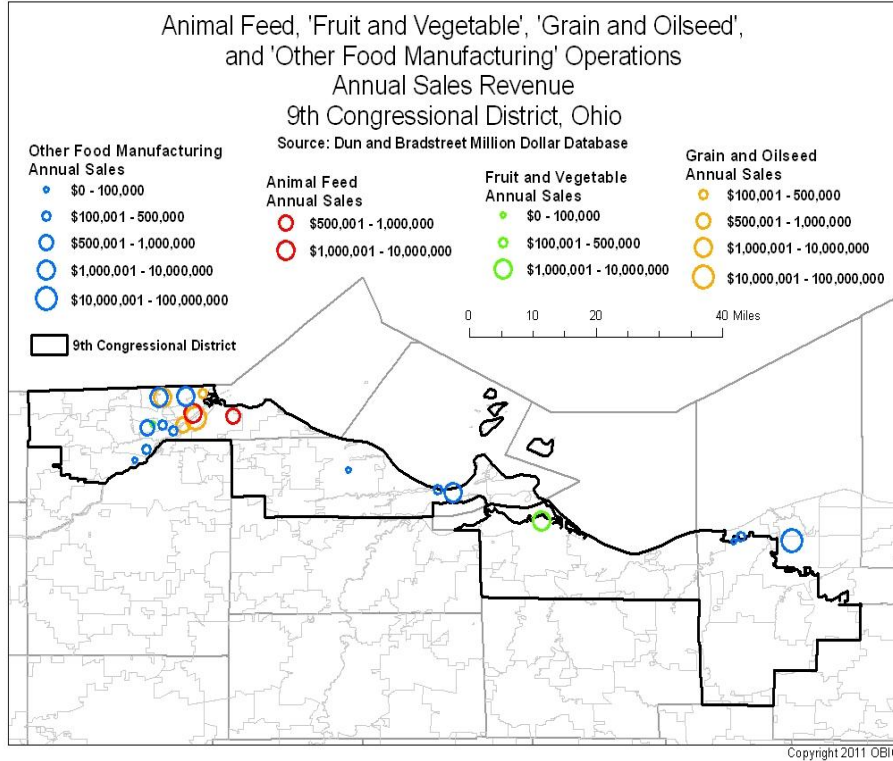 Animal Feed, 'Fruit and Vegetable', 'Grain and Oilseed',
and 'Other Food Manufacturing' Operations
Annual Sales Revenue
9th Congressional District, Ohio
Source: Dun and Bradstreet Million Dollar Database
Other Food Manufacturing
Annual Sales
$0 - 100,000
$100,001 - 500,000
$500,001 - 1,000,000
$1,000,001 - 10,000,000
$10,000,001 - 100,000,000
9th Congressional District
Animal Feed
Annual Sales
$500,001 - 1,000,000
$1,000,001 - 10,000,000
Fruit and Vegetable
Annual Sales
$0 - 100,000
$100,001 - 500,000
$1,000,001 - 10,000,000
Grain and Oilseed
Annual Sales
$100,001 - 500,000
$500,001 - 1,000,000
$1,000,001 - 10,000,000
$10,000,001 - 100,000,000
0 20 40 Miles
Copyright 2011